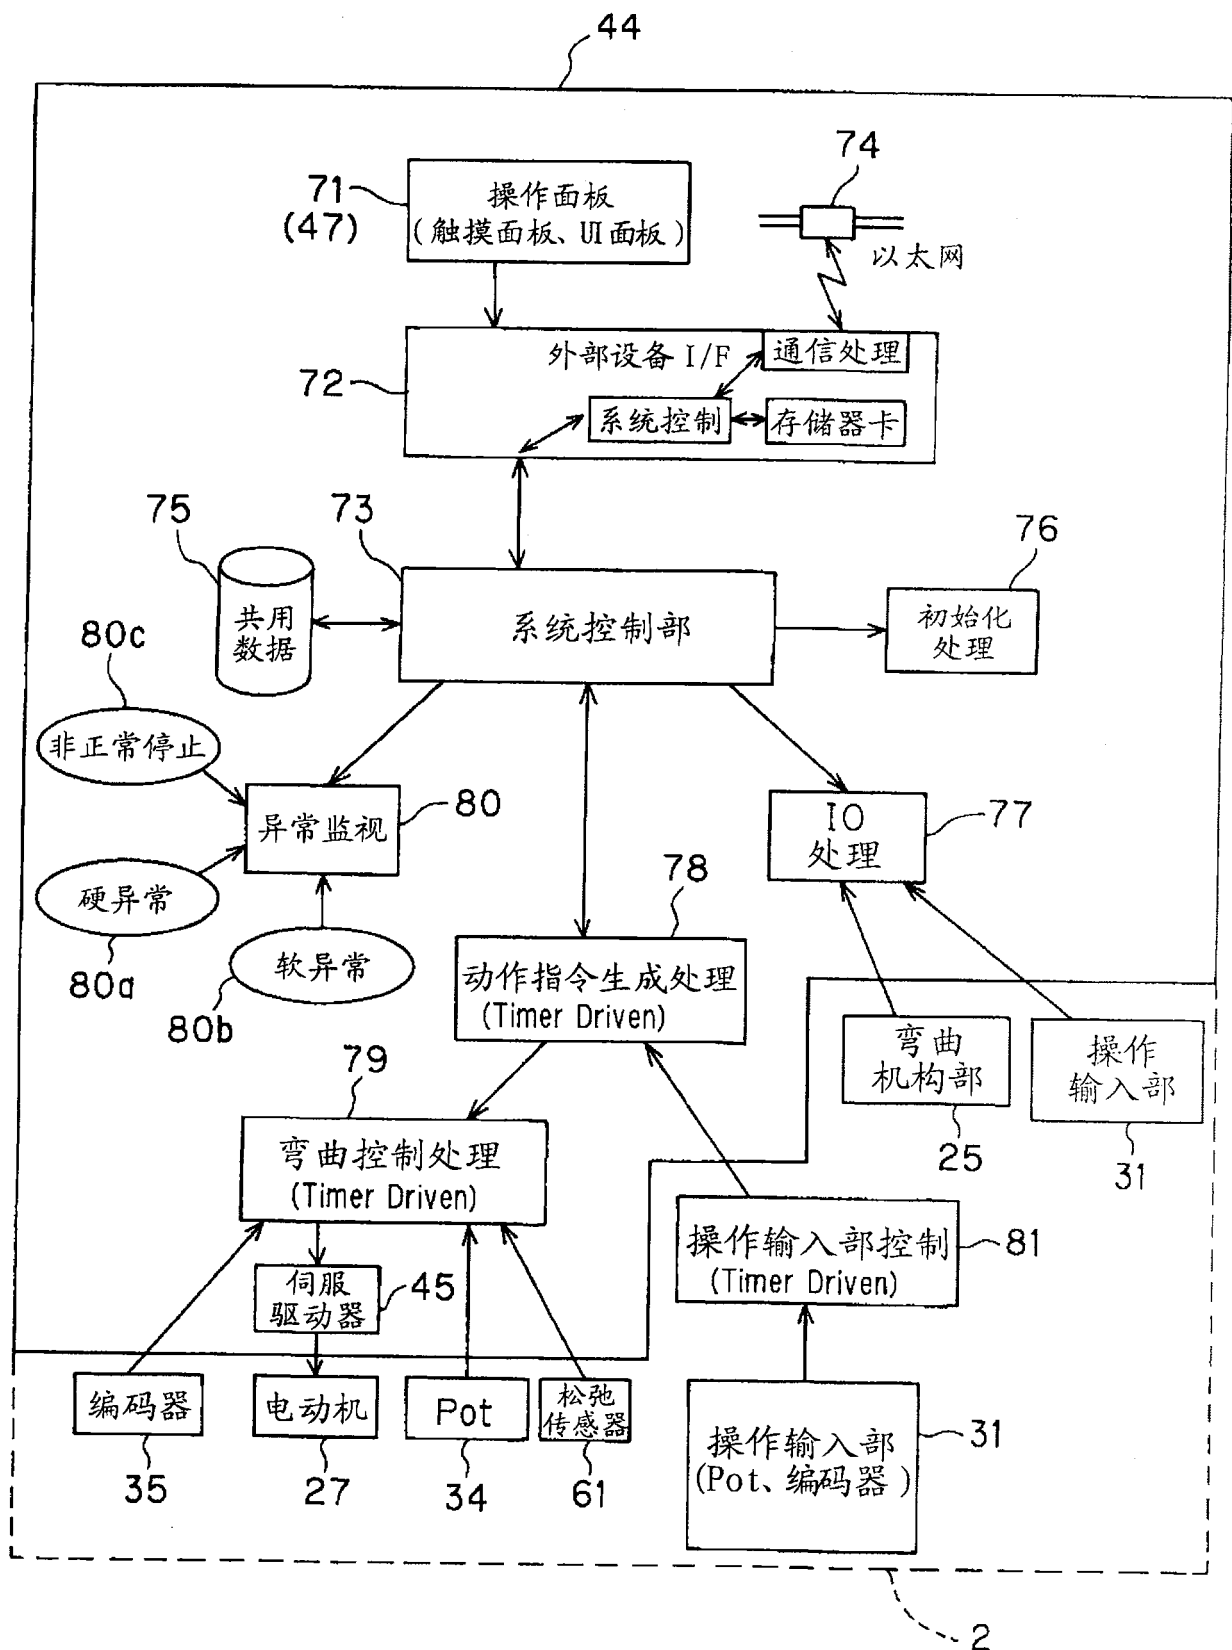 44
71
(47)
操作面板
(触摸面板、UI面板)
74
以太网
72
外部设备 I/F
通信处理
系统控制
存储器卡
75
共用
数据
73
系统控制部
76
初始化
处理
80c
非正常停止
异常监视
80
硬异常
80a
软异常
80b
IO
处理
77
78
动作指令生成处理
(Timer Driven)
弯曲
机构部
25
操作
输入部
31
79
弯曲控制处理
(Timer Driven)
伺服
驱动器
45
操作输入部控制
(Timer Driven)
81
编码器
35
电动机
27
Pot
34
松弛
传感器
61
操作输入部
(Pot、编码器)
31
2